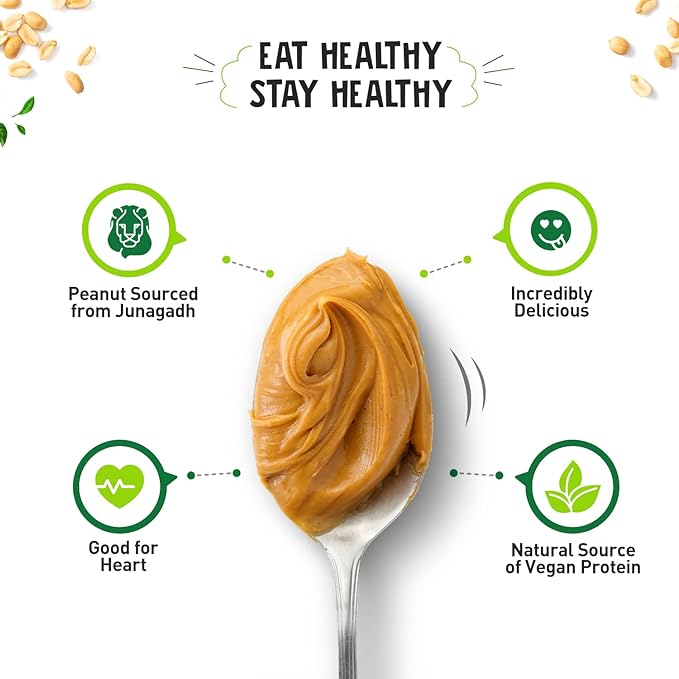 EAT HEALTHY
STAY HEALTHY
Peanut Sourced
from Junagadh
Incredibly
Delicious
Good for
Heart
Natural Source
of Vegan Protein